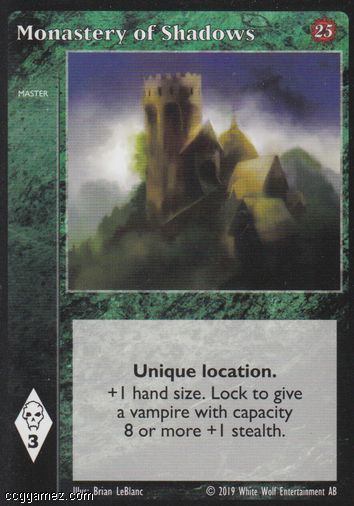 Monastery of Shadows
25
MASTER
Unique location.
+1 hand size. Lock to give
a vampire with capacity
8 or more +1 stealth.
3
Illus: Brian LeBlanc
© 2019 White Wolf Entertainment AB
ccggamez.com